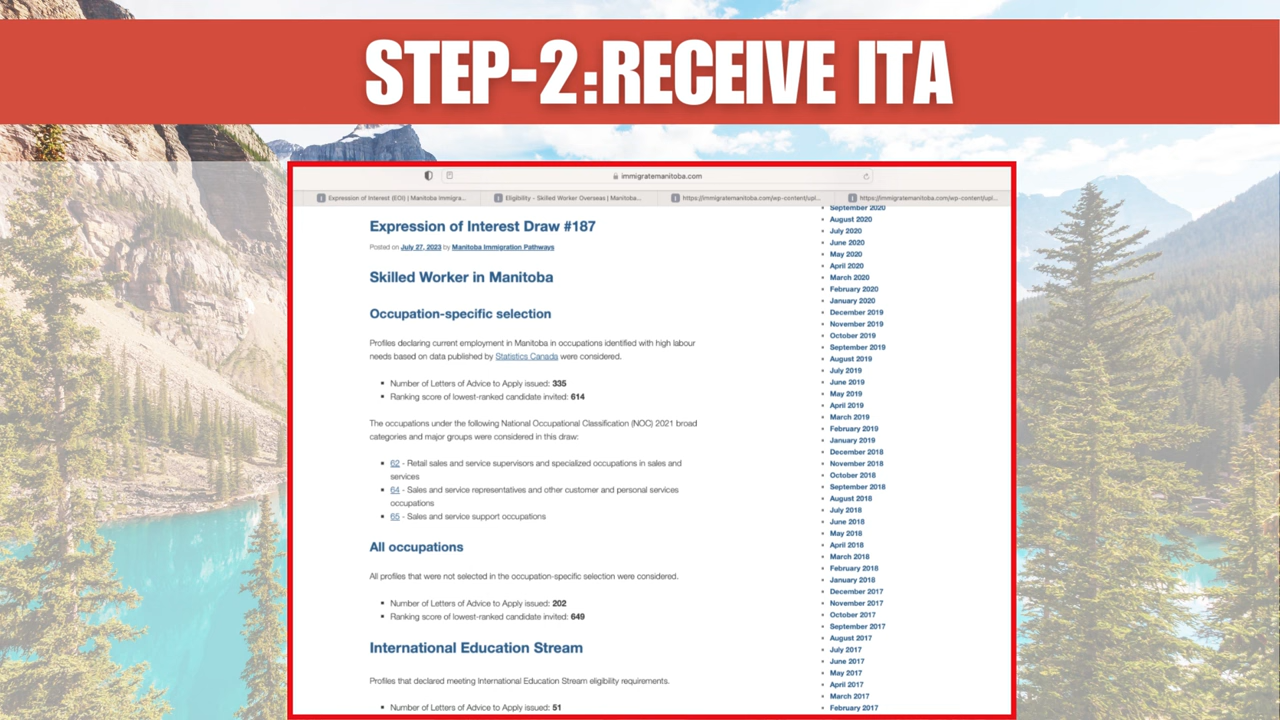 STEP-2:RECEIVE ITA
immigratemanitoba.com
Expression of Interest (EOI) | Manitoba Immigra...
Eligibility - Skilled Worker Overseas | Manitoba...
https://immigratemanitoba.com/wp-content/upl...
https://immigratemanitoba.com/wp-content/upl...
Expression of Interest Draw #187
Posted on July 27, 2023 by Manitoba Immigration Pathways
Skilled Worker in Manitoba
Occupation-specific selection
Profiles declaring current employment in Manitoba in occupations identified with high labour
needs based on data published by Statistics Canada were considered.
Number of Letters of Advice to Apply issued: 335
Ranking score of lowest-ranked candidate invited: 614
The occupations under the following National Occupational Classification (NOC) 2021 broad
categories and major groups were considered in this draw:
62 - Retail sales and service supervisors and specialized occupations in sales and
services
64 - Sales and service representatives and other customer and personal services
occupations
65 - Sales and service support occupations
All occupations
All profiles that were not selected in the occupation-specific selection were considered.
Number of Letters of Advice to Apply issued: 202
Ranking score of lowest-ranked candidate invited: 649
International Education Stream
Profiles that declared meeting International Education Stream eligibility requirements.
Number of Letters of Advice to Apply issued: 51
September 2020
August 2020
July 2020
June 2020
May 2020
April 2020
March 2020
February 2020
January 2020
December 2019
November 2019
October 2019
September 2019
August 2019
July 2019
June 2019
May 2019
April 2019
March 2019
February 2019
January 2019
December 2018
November 2018
October 2018
September 2018
August 2018
July 2018
June 2018
May 2018
April 2018
March 2018
February 2018
January 2018
December 2017
November 2017
October 2017
September 2017
August 2017
July 2017
June 2017
May 2017
April 2017
March 2017
February 2017